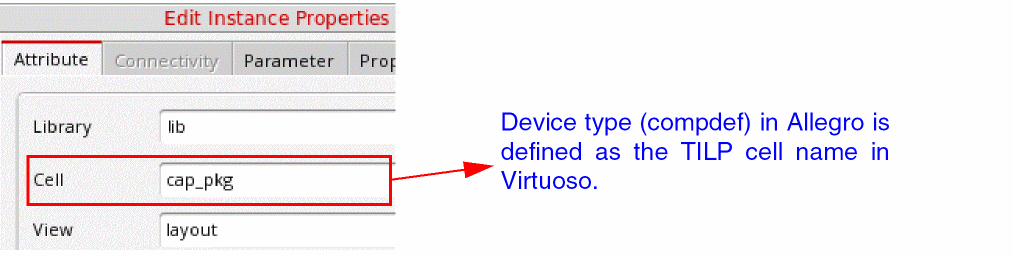 Edit Instance Properties
Attribute Connectivity Parameter Prop
Library lib
Cell cap_pkg
View layout
Device type (compdef) in Allegro is
defined as the TILP cell name in
Virtuoso.